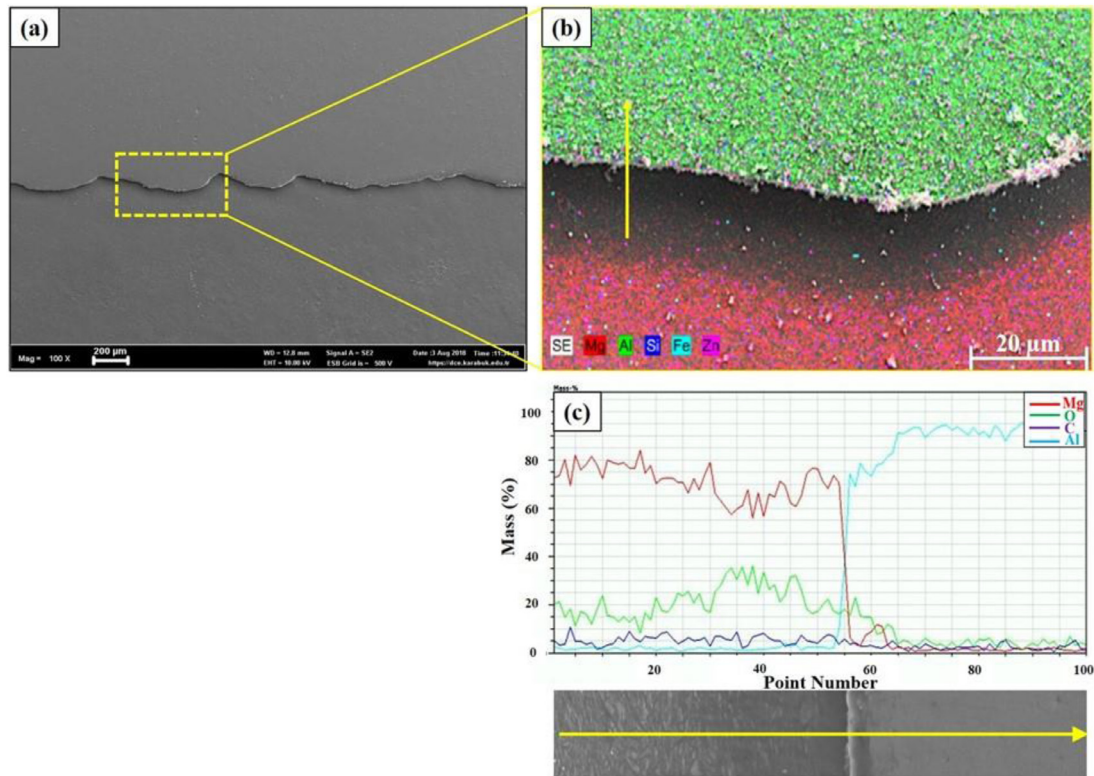 (a)
Mag = 100 X
200 µm
WD = 12.8 mm
EHT = 10.00 kV
Signal A = SE2
ESB Grid is = 500 V
Date :3 Aug 2018 Time :11:
https://dce.karabuk.edu.tr
(b)
SE Mg Al Si Fe Zn
20 µm
Mass-%
(c)
Mg
O
C
Al
100
80
60
40
20
0
Mass (%)
20 40 60 80 100
Point Number